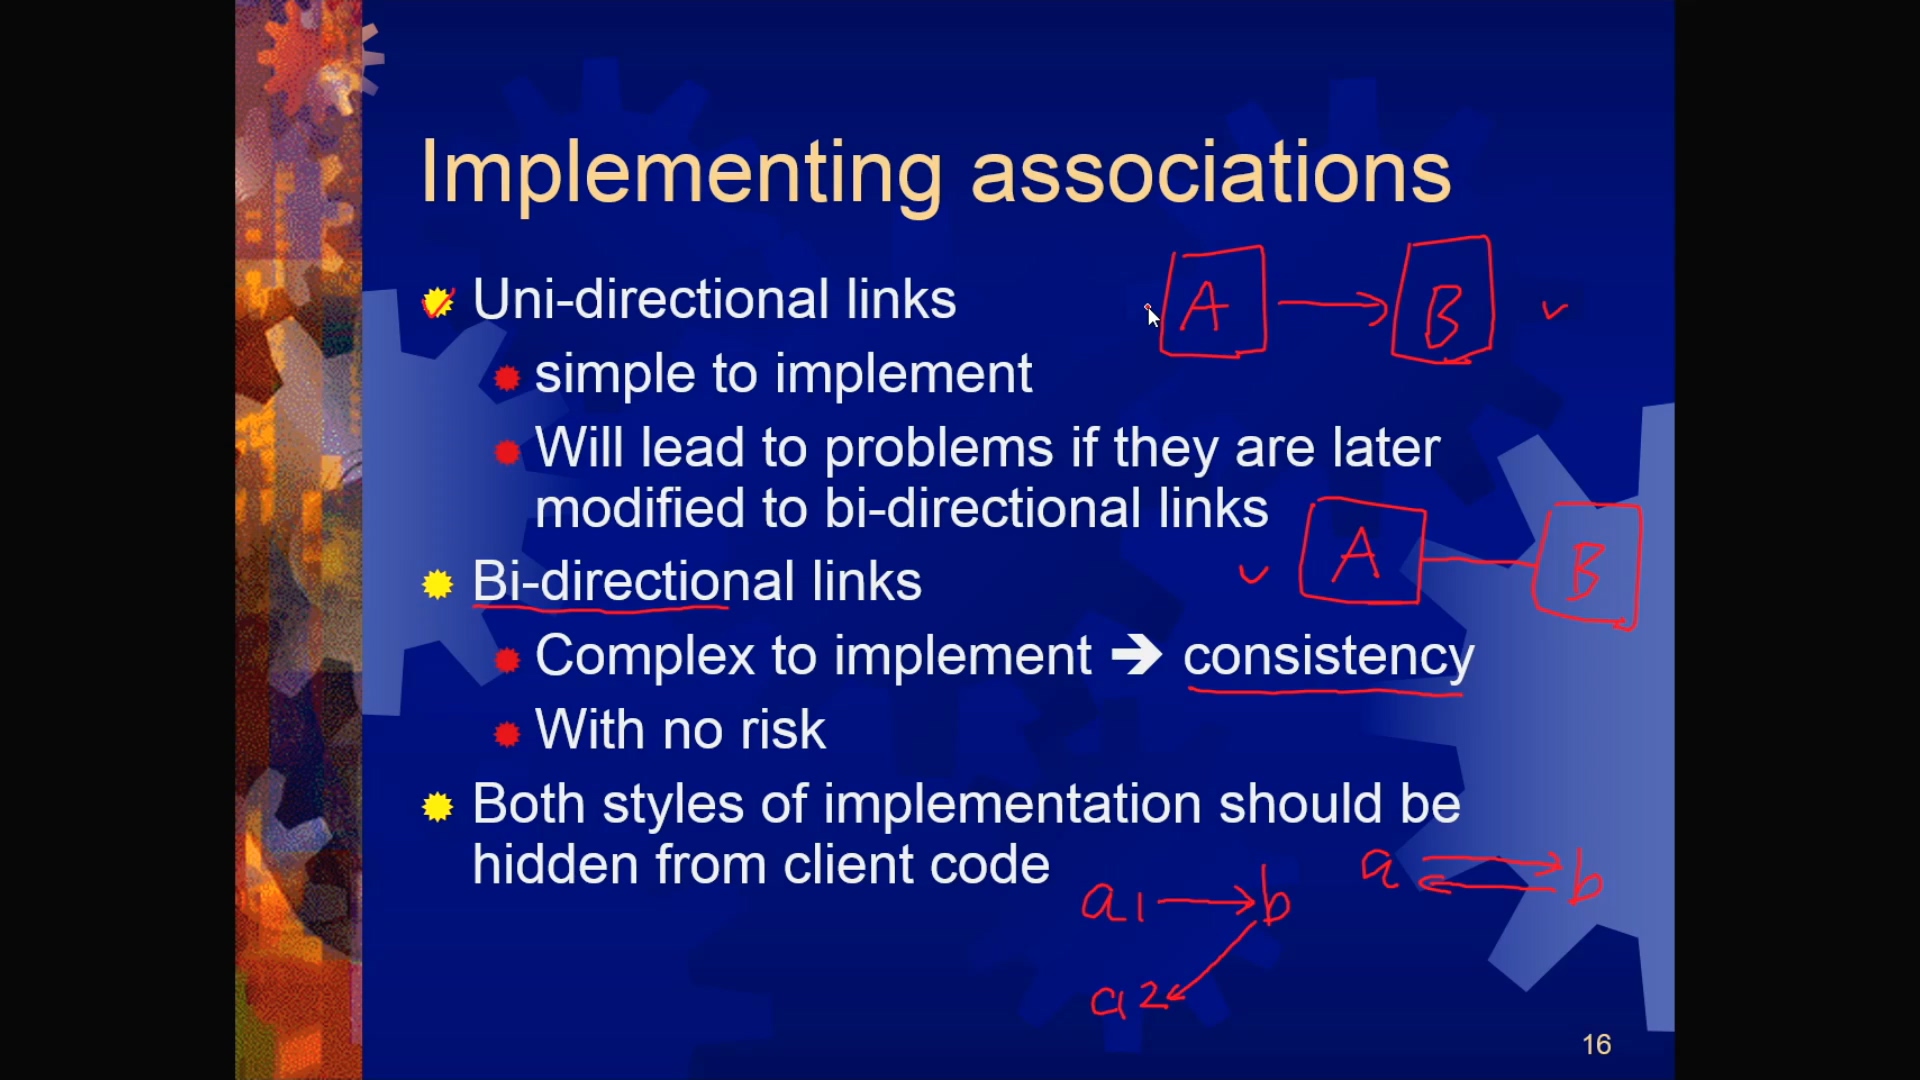 Implementing associations
Uni-directional links
A → B
simple to implement
Will lead to problems if they are later
modified to bi-directional links
A B
Bi-directional links
Complex to implement ➔ consistency
With no risk
Both styles of implementation should be
hidden from client code
a1 → b
a b
a2
16